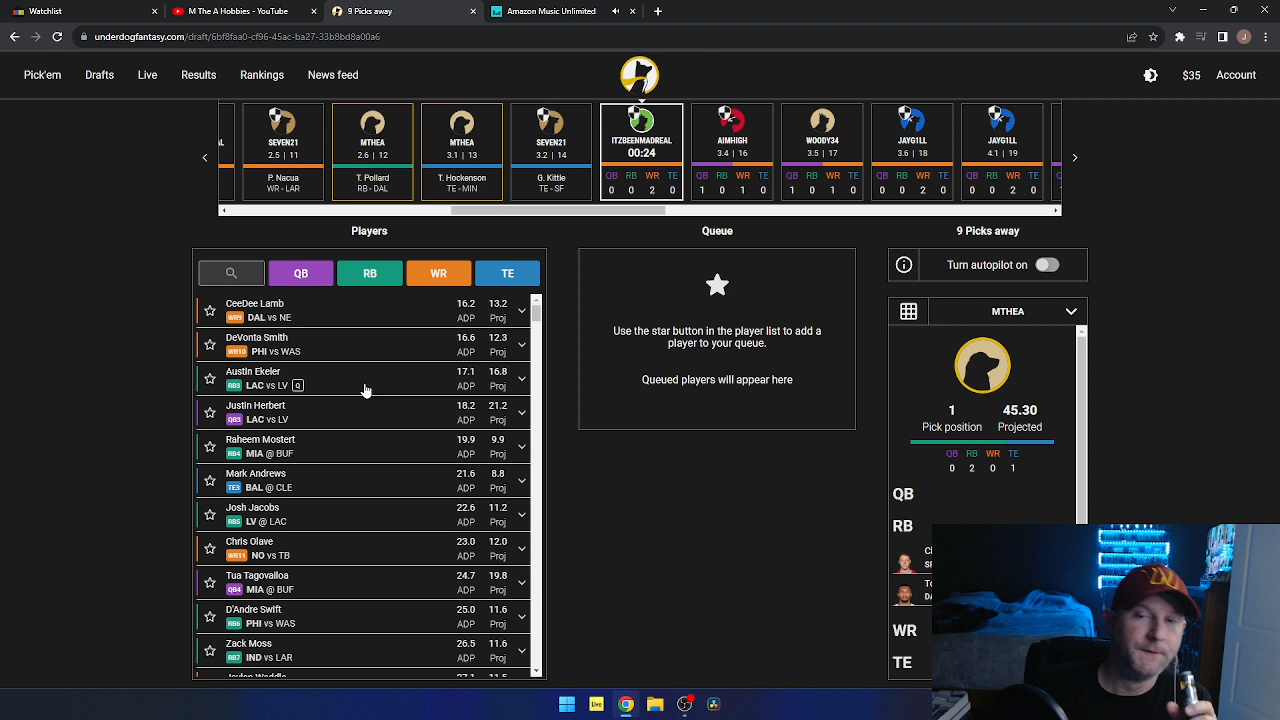 Watchlist
M The A Hobbies - YouTube
9 Picks away
Amazon Music Unlimited
underdogfantasy.com/draft/6bf8faa0-cf96-45ac-ba27-33b8bd8a00a6
J
Pick'em
Drafts
Live
Results
Rankings
News feed
$35
Account
SEVEN21
2.5 | 11
P. Nacua
WR - LAR
MTHEA
2.6 | 12
T. Pollard
RB - DAL
MTHEA
3.1 | 13
T. Hockenson
TE - MIN
SEVEN21
3.2 | 14
G. Kittle
TE - SF
ITZBEENMADREAL
00:24
QB RB WR TE
0 0 2 0
AIMHIGH
3.4 | 16
QB RB WR TE
1 0 1 0
WOODY34
3.5 | 17
QB RB WR TE
1 0 1 0
JAYG1LL
3.6 | 18
QB RB WR TE
0 0 2 0
JAYG1LL
4.1 | 19
QB RB WR TE
0 0 2 0
Players
Queue
9 Picks away
QB
RB
WR
TE
CeeDee Lamb 16.2 13.2
WR9 DAL vs NE ADP Proj
DeVonta Smith 16.6 12.3
WR10 PHI vs WAS ADP Proj
Austin Ekeler 17.1 16.8
RB3 LAC vs LV Q ADP Proj
Justin Herbert 18.2 21.2
QB3 LAC vs LV ADP Proj
Raheem Mostert 19.9 9.9
RB4 MIA @ BUF ADP Proj
Mark Andrews 21.6 8.8
TE3 BAL @ CLE ADP Proj
Josh Jacobs 22.6 11.2
RB5 LV @ LAC ADP Proj
Chris Olave 23.0 12.0
WR11 NO vs TB ADP Proj
Tua Tagovailoa 24.7 19.8
QB4 MIA @ BUF ADP Proj
D'Andre Swift 25.0 11.6
RB6 PHI vs WAS ADP Proj
Zack Moss 26.5 11.6
RB7 IND vs LAR ADP Proj
Use the star button in the player list to add a
player to your queue.
Queued players will appear here
Turn autopilot on
MTHEA
1 45.30
Pick position Projected
QB RB WR TE
0 2 0 1
QB
RB
WR
TE
Live